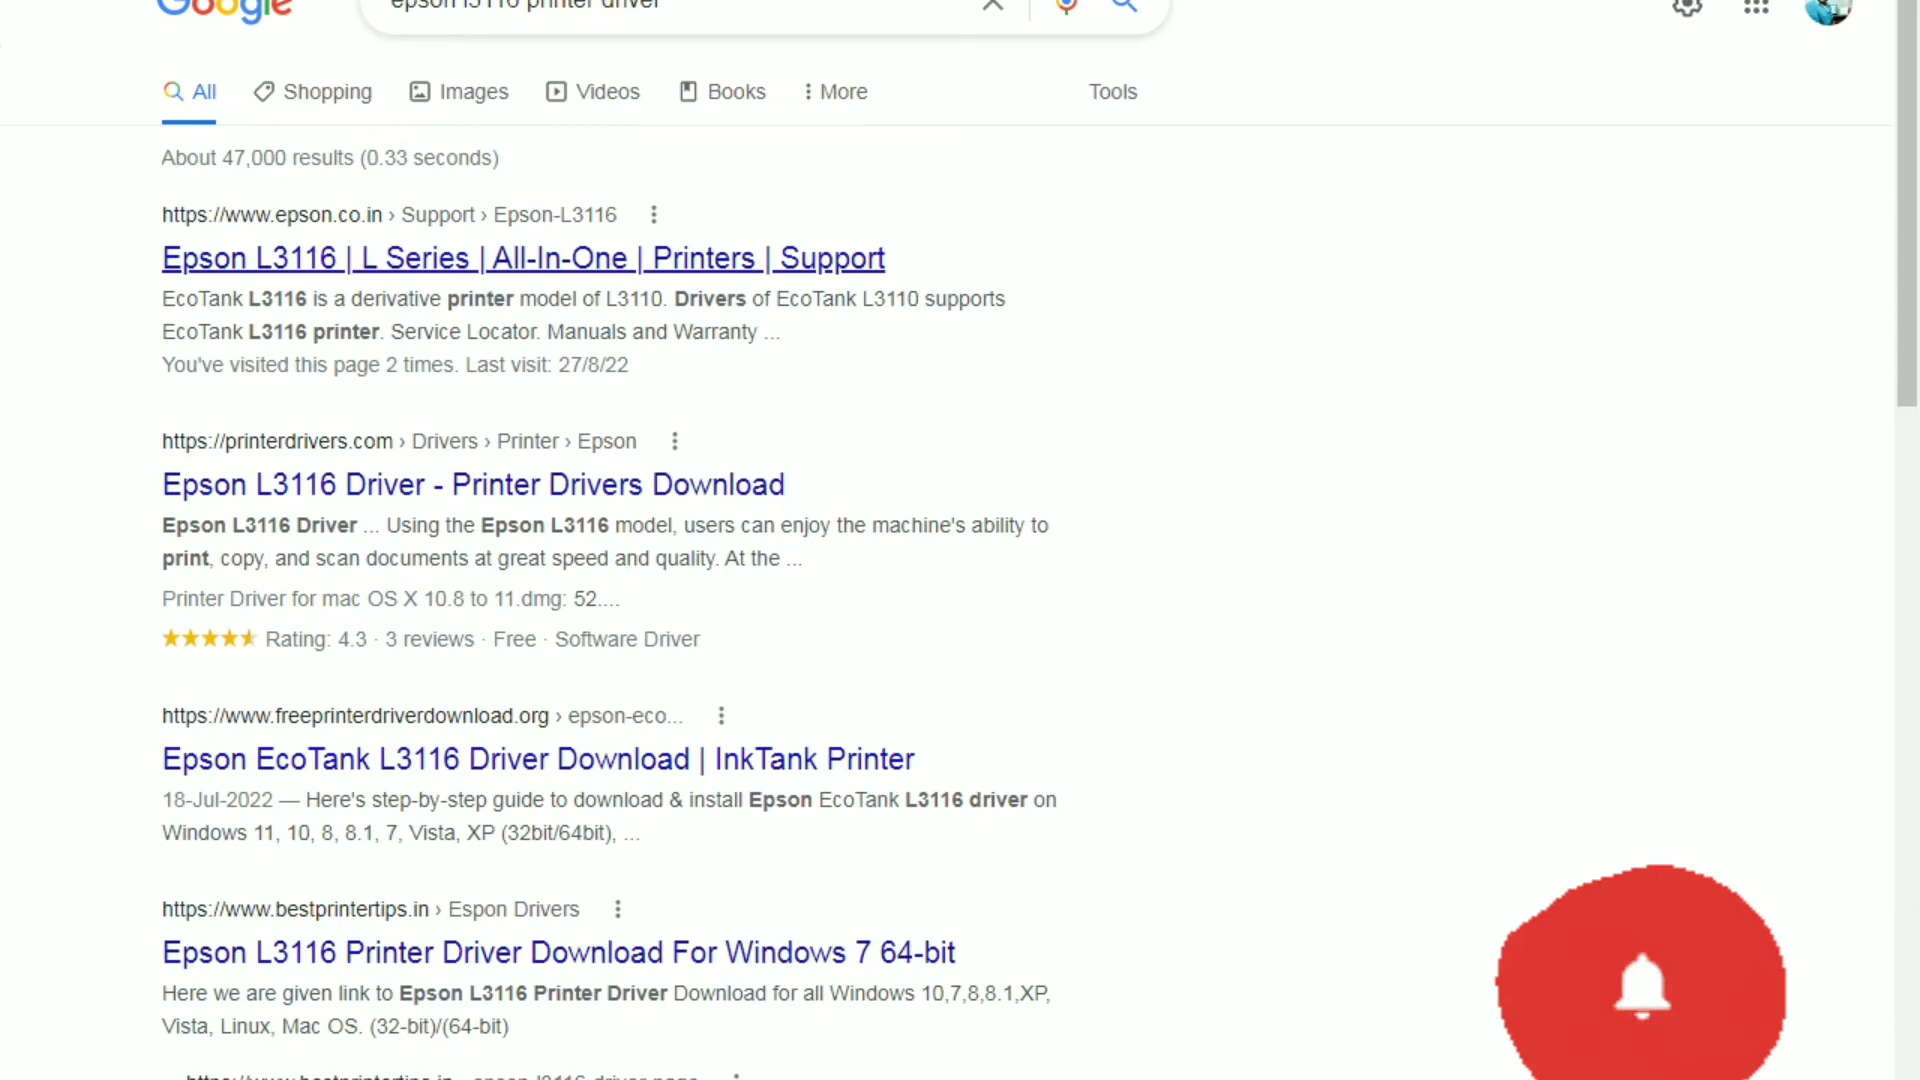 Google
epson l3116 printer driver
All Shopping Images Videos Books More Tools
About 47,000 results (0.33 seconds)
https://www.epson.co.in › Support › Epson-L3116
Epson L3116 | L Series | All-In-One | Printers | Support
EcoTank L3116 is a derivative printer model of L3110. Drivers of EcoTank L3110 supports
EcoTank L3116 printer. Service Locator. Manuals and Warranty ...
You've visited this page 2 times. Last visit: 27/8/22
https://printerdrivers.com › Drivers › Printer › Epson
Epson L3116 Driver - Printer Drivers Download
Epson L3116 Driver ... Using the Epson L3116 model, users can enjoy the machine's ability to
print, copy, and scan documents at great speed and quality. At the ...
Printer Driver for mac OS X 10.8 to 11.dmg: 52....
Rating: 4.3 · 3 reviews · Free · Software Driver
https://www.freeprinterdriverdownload.org › epson-eco...
Epson EcoTank L3116 Driver Download | InkTank Printer
18-Jul-2022 — Here's step-by-step guide to download & install Epson EcoTank L3116 driver on
Windows 11, 10, 8, 8.1, 7, Vista, XP (32bit/64bit), ...
https://www.bestprintertips.in › Espon Drivers
Epson L3116 Printer Driver Download For Windows 7 64-bit
Here we are given link to Epson L3116 Printer Driver Download for all Windows 10,7,8,8.1,XP,
Vista, Linux, Mac OS. (32-bit)/(64-bit)
https://www.bestprintertips.in